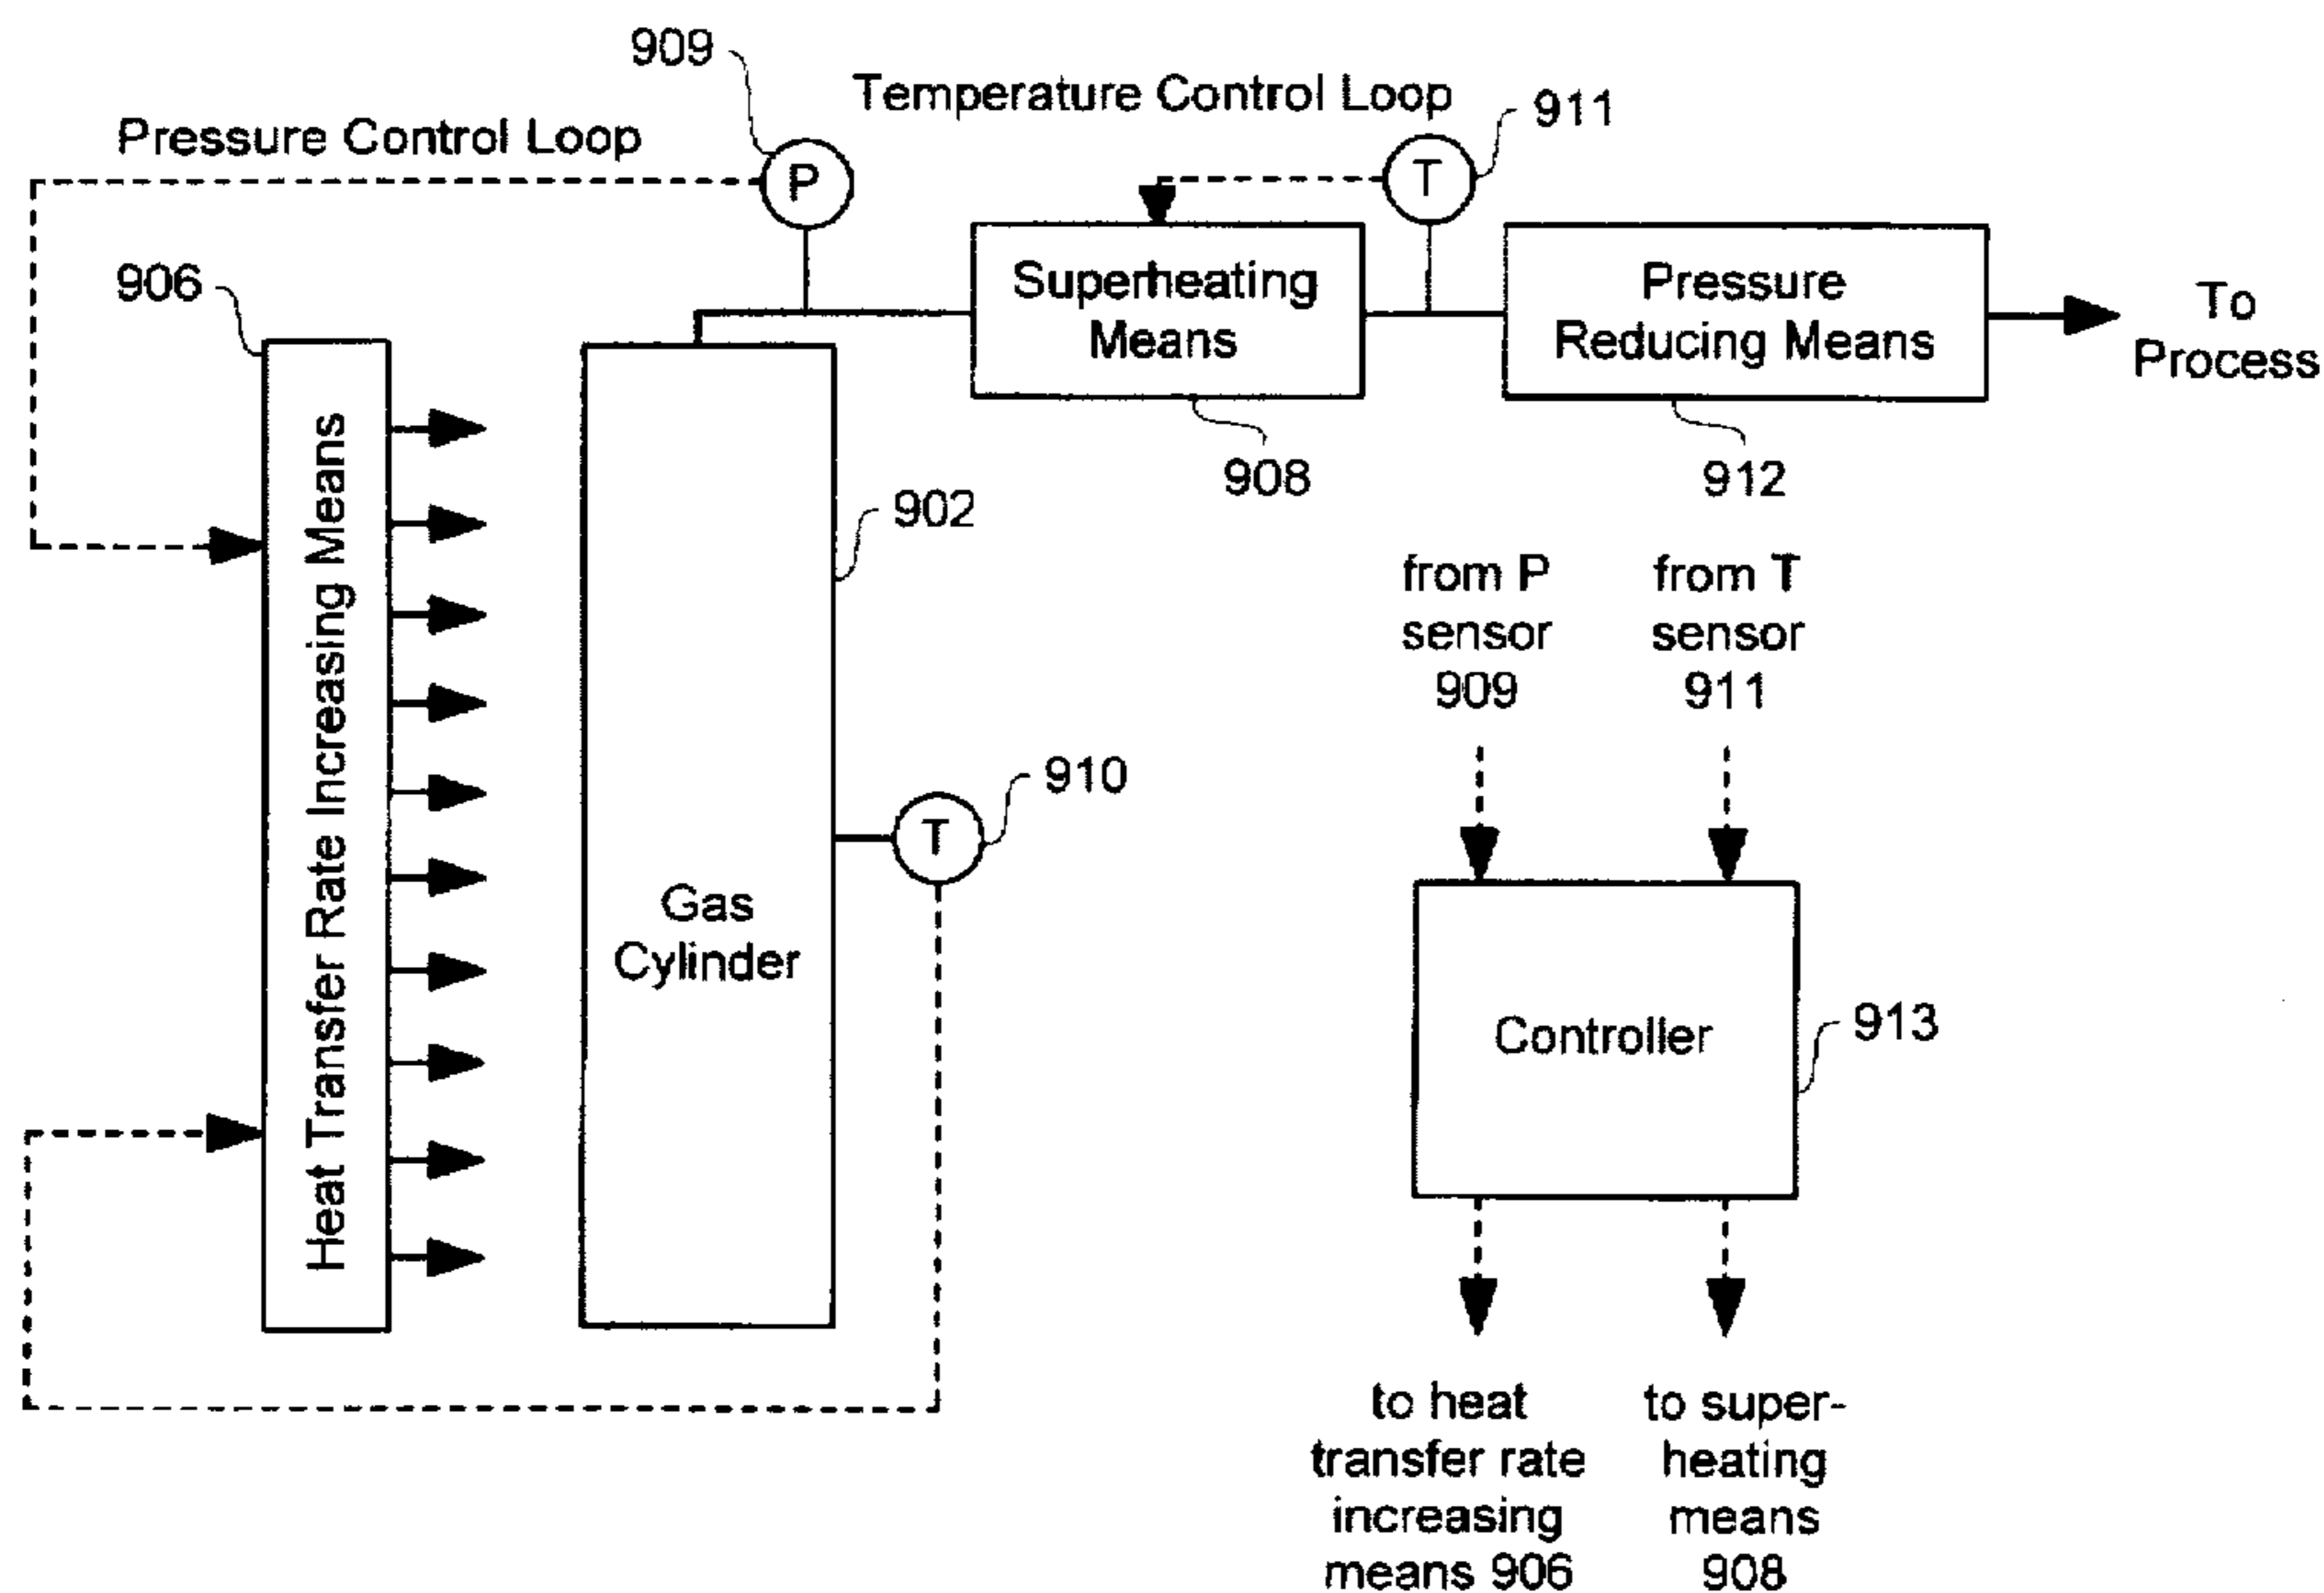 909
Temperature Control Loop
911
Pressure Control Loop
P
T
906
Superheating
Means
Pressure
Reducing Means
To
Process
908
912
Heat Transfer Rate Increasing Means
902
from P
sensor
909
from T
sensor
911
910
T
Gas
Cylinder
Controller
913
to heat
transfer rate
increasing
means 906
to super-
heating
means
908